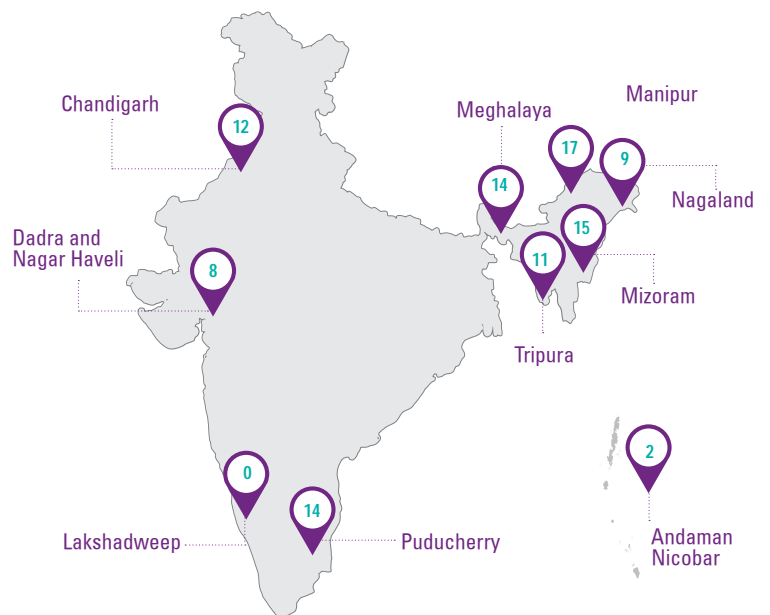 Chandigarh
12
Meghalaya
14
Manipur
17
9
Nagaland
Dadra and
Nagar Haveli
8
15
Mizoram
11
Tripura
2
Andaman
Nicobar
0
Lakshadweep
14
Puducherry